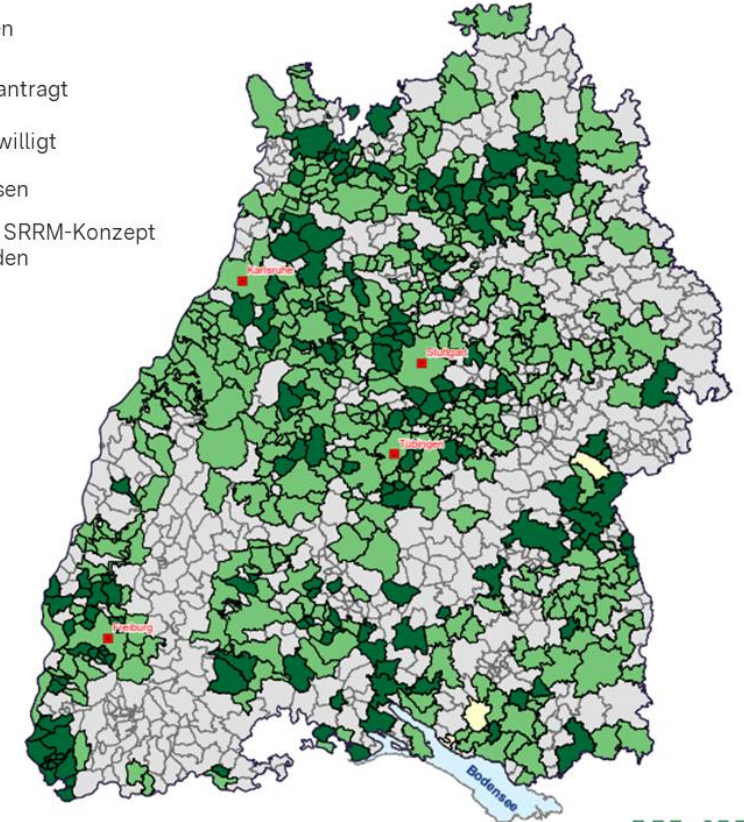 en
antragt
willigt
sen
SRRM-Konzept
den
Karlsruhe
Stuttgart
Tübingen
Freiburg
Bodensee